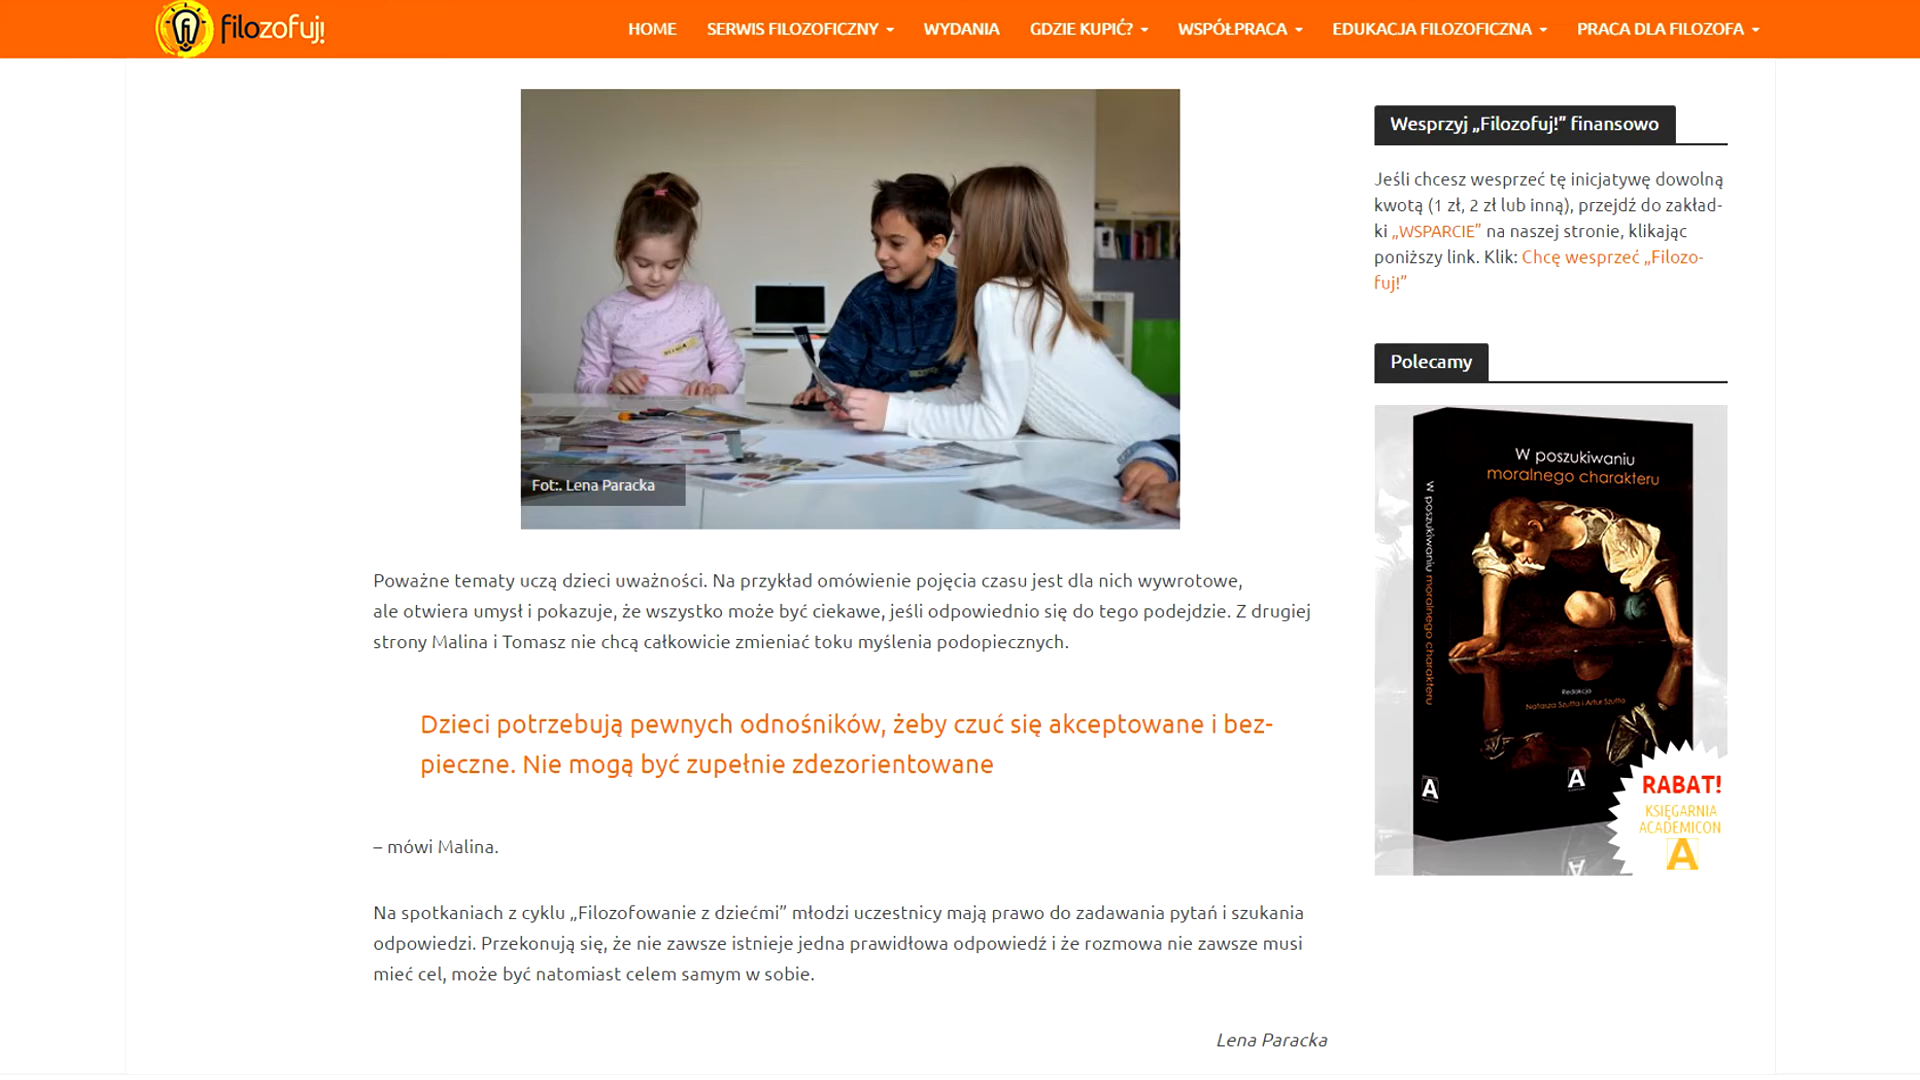 filozofuj!
HOME SERWIS FILOZOFICZNY WYDANIA GDZIE KUPIĆ? WSPÓŁPRACA EDUKACJA FILOZOFICZNA PRACA DLA FILOZOFA
Fot:. Lena Paracka
Poważne tematy uczą dzieci uważności. Na przykład omówienie pojęcia czasu jest dla nich wywrotowe,
ale otwiera umysł i pokazuje, że wszystko może być ciekawe, jeśli odpowiednio się do tego podejdzie. Z drugiej
strony Malina i Tomasz nie chcą całkowicie zmieniać toku myślenia podopiecznych.
Dzieci potrzebują pewnych odnośników, żeby czuć się akceptowane i bez-
pieczne. Nie mogą być zupełnie zdezorientowane
– mówi Malina.
Na spotkaniach z cyklu „Filozofowanie z dziećmi” młodzi uczestnicy mają prawo do zadawania pytań i szukania
odpowiedzi. Przekonują się, że nie zawsze istnieje jedna prawidłowa odpowiedź i że rozmowa nie zawsze musi
mieć cel, może być natomiast celem samym w sobie.
Lena Paracka
Wesprzyj „Filozofuj!” finansowo
Jeśli chcesz wesprzeć tę inicjatywę dowolną
kwotą (1 zł, 2 zł lub inną), przejdź do zakład-
ki „WSPARCIE” na naszej stronie, klikając
poniższy link. Klik: Chcę wesprzeć „Filozo-
fuj!”
Polecamy
W poszukiwaniu
moralnego charakteru
W poszukiwaniu moralnego charakteru
Redakcja
Natasza Szutta i Artur Szutta
A
A
RABAT!
KSIĘGARNIA
ACADEMICON
A